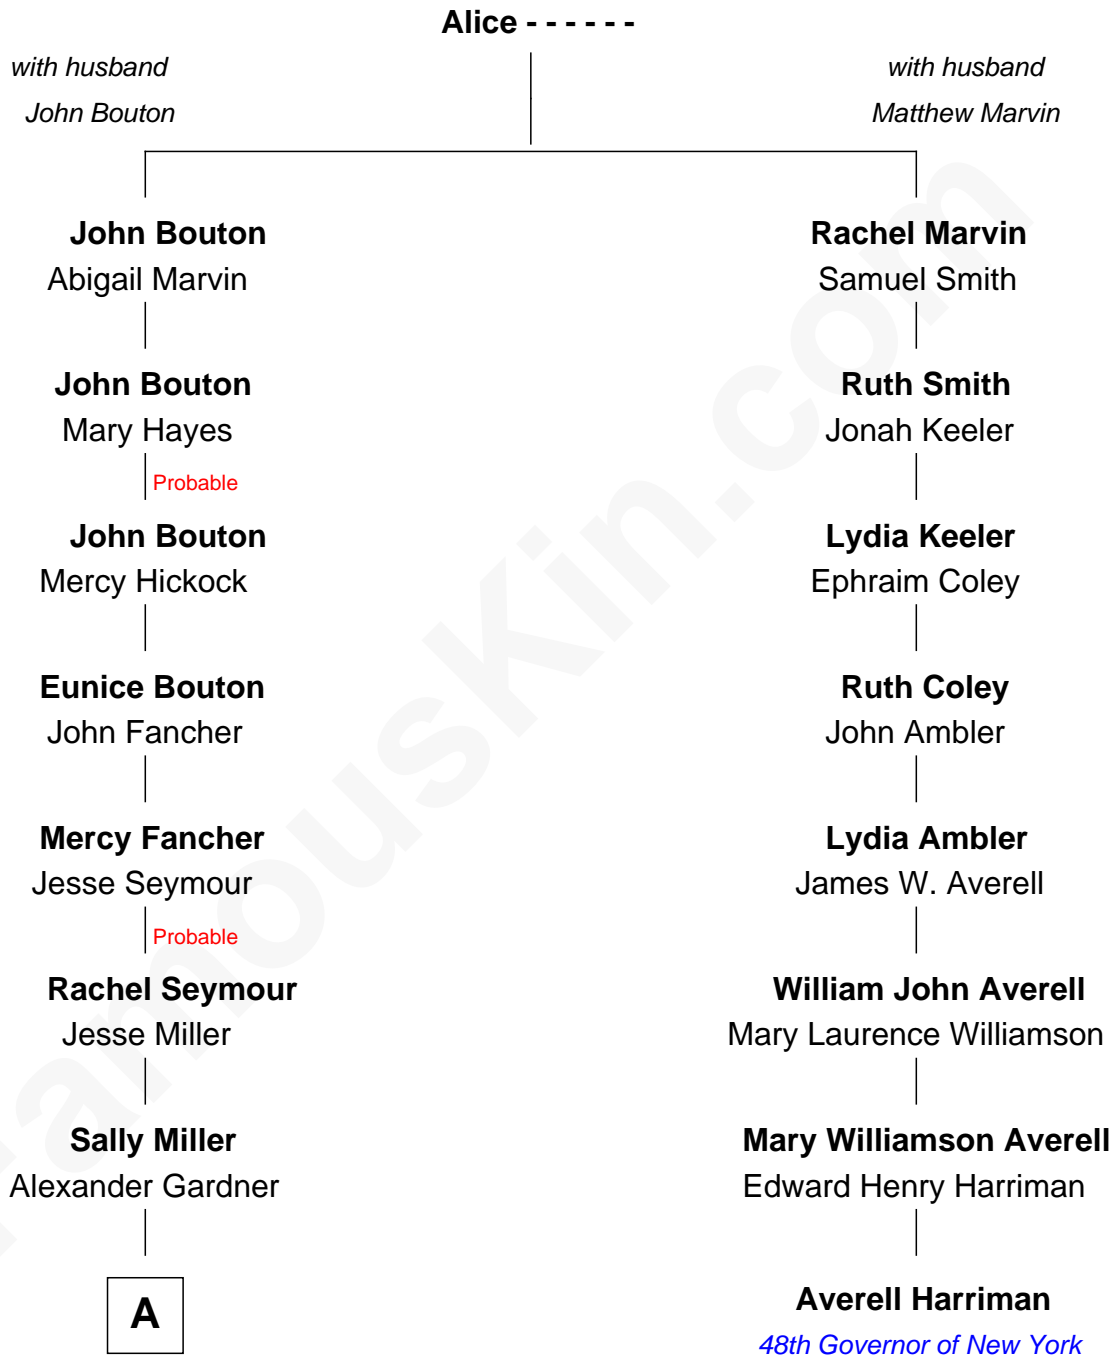 Alice - - - - - -
with husband
John Bouton
with husband
Matthew Marvin
John Bouton
Abigail Marvin
Rachel Marvin
Samuel Smith
John Bouton
Mary Hayes
Ruth Smith
Jonah Keeler
Probable
John Bouton
Mercy Hickock
Lydia Keeler
Ephraim Coley
Eunice Bouton
John Fancher
Ruth Coley
John Ambler
Mercy Fancher
Jesse Seymour
Lydia Ambler
James W. Averell
Probable
Rachel Seymour
Jesse Miller
William John Averell
Mary Laurence Williamson
Sally Miller
Alexander Gardner
Mary Williamson Averell
Edward Henry Harriman
A
Averell Harriman
48th Governor of New York
FamousKin.com